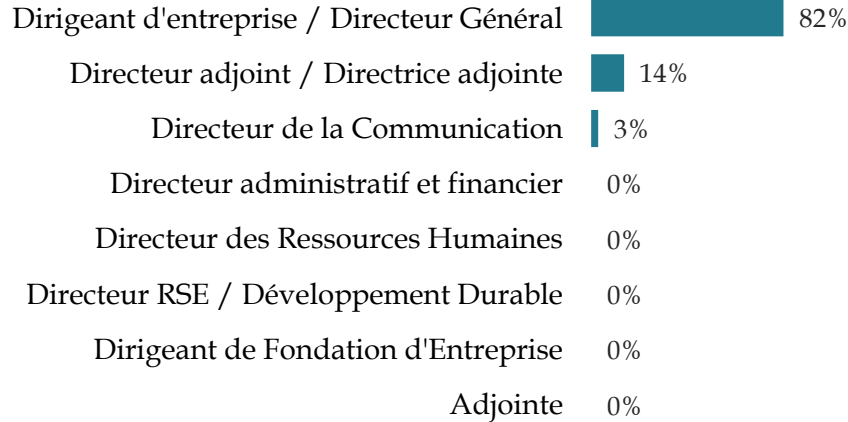 Dirigeant d'entreprise / Directeur Général 82%
Directeur adjoint / Directrice adjointe 14%
Directeur de la Communication 3%
Directeur administratif et financier 0%
Directeur des Ressources Humaines 0%
Directeur RSE / Développement Durable 0%
Dirigeant de Fondation d'Entreprise 0%
Adjointe 0%